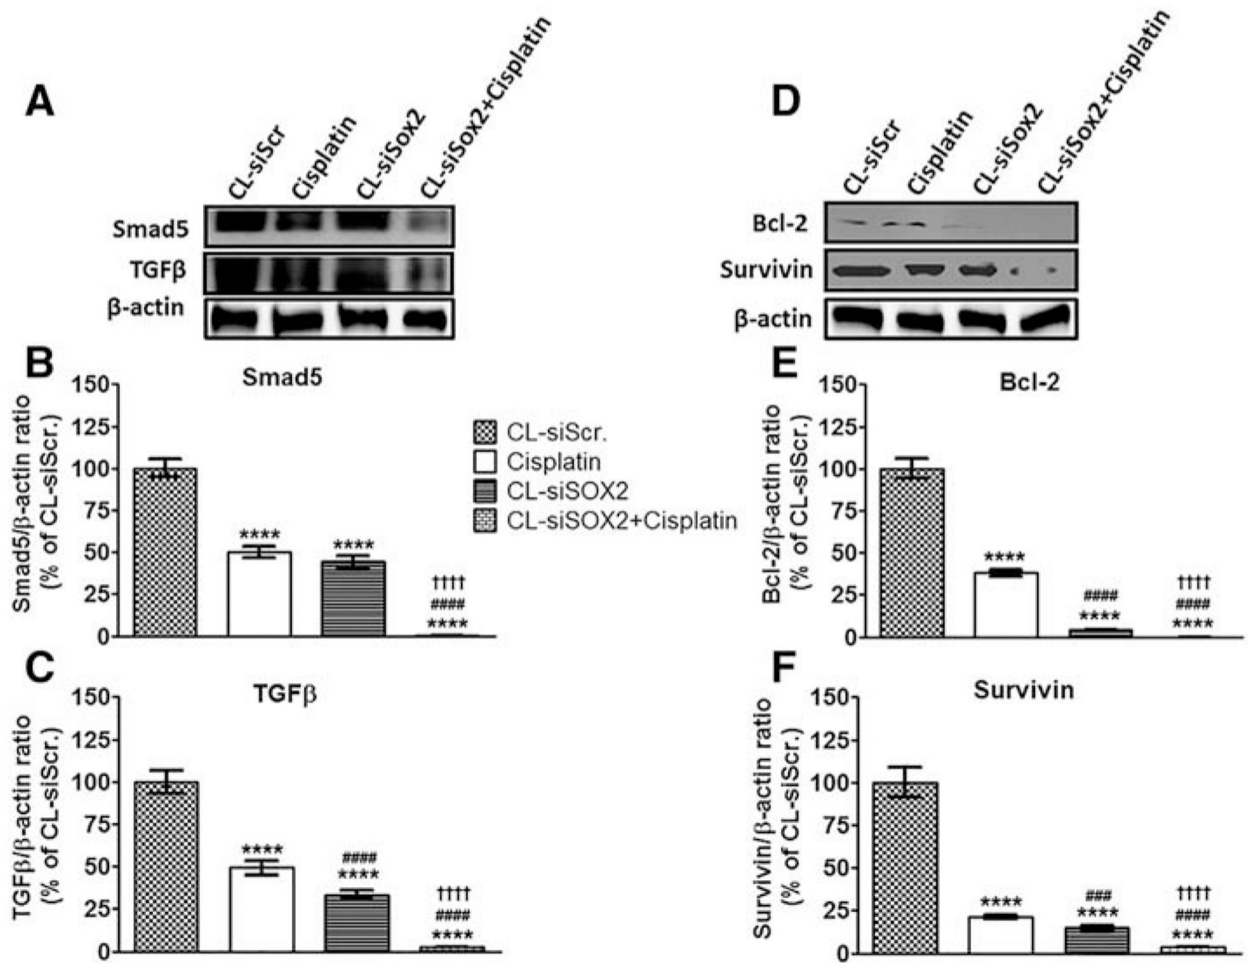 A
CL-siScr
Cisplatin
CL-siSox2
CL-siSox2+Cisplatin
Smad5
TGFβ
β-actin
D
CL-siScr
Cisplatin
CL-siSox2
CL-siSox2+Cisplatin
Bcl-2
Survivin
β-actin
B
Smad5
Smad5/β-actin ratio
(% of CL-siScr.)
150
125
100
75
50
25
0
****
****
††††
####
****
CL-siScr.
Cisplatin
CL-siSOX2
CL-siSOX2+Cisplatin
E
Bcl-2
Bcl-2/β-actin ratio
(% of CL-siScr.)
150
125
100
75
50
25
0
****
####
****
††††
####
****
C
TGFβ
TGFβ/β-actin ratio
(% of CL-siScr.)
150
125
100
75
50
25
0
****
####
****
††††
####
****
F
Survivin
Survivin/β-actin ratio
(% of CL-siScr.)
150
125
100
75
50
25
0
****
###
****
††††
####
****